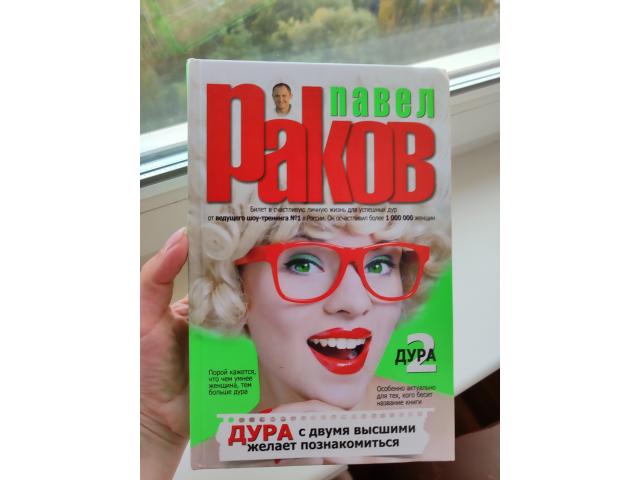 павел
Раков
Билет в счастливую личную жизнь для успешных дур
от ведущего шоу-тренинга №1 в России. Он осчастливил более 1 000 000 женщин
2
ДУРА
Порой кажется,
что чем умнее
женщина, тем
больше дура
Особенно актуально
для тех, кого бесит
название книги
ДУРА с двумя высшими
желает познакомиться